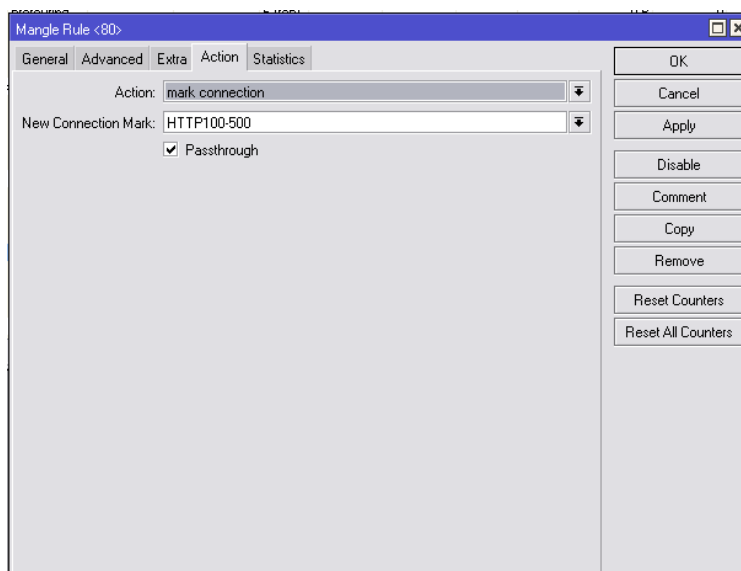 Mangle Rule <80>
General Advanced Extra Action Statistics
Action: mark connection
New Connection Mark: HTTP100-500
Passthrough
OK
Cancel
Apply
Disable
Comment
Copy
Remove
Reset Counters
Reset All Counters